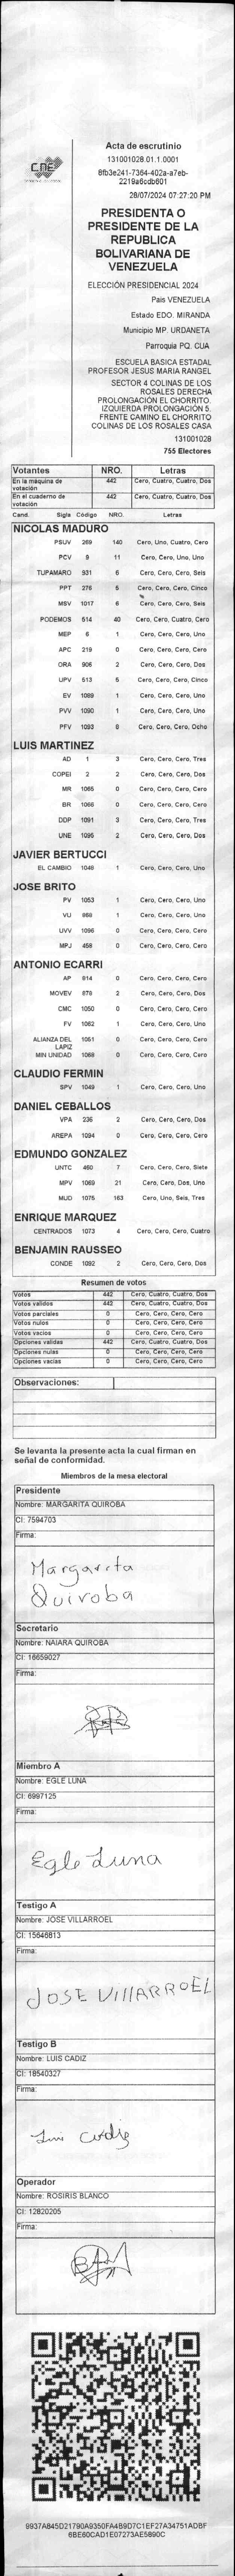 CNE
Acta de escrutinio
131001028.01.1.0001
8fb3e241-7364-402a-a7eb-
2219a6cdb601
28/07/2024 07:27:20 PM
PRESIDENTA O
PRESIDENTE DE LA
REPUBLICA
BOLIVARIANA DE
VENEZUELA
ELECCIÓN PRESIDENCIAL 2024
Pais VENEZUELA
Estado EDO. MIRANDA
Municipio MP. URDANETA
Parroquia PQ. CUA
ESCUELA BASICA ESTADAL
PROFESOR JESUS MARIA RANGEL
SECTOR 4 COLINAS DE LOS
ROSALES DERECHA
PROLONGACIÓN EL CHORRITO.
IZQUIERDA PROLONGACIÓN 5.
FRENTE CAMINO EL CHORRITO
COLINAS DE LOS ROSALES CASA
131001028
755 Electores
Votantes NRO. Letras
En la máquina de votación 442 Cero, Cuatro, Cuatro, Dos
En el cuaderno de votación 442 Cero, Cuatro, Cuatro, Dos
Cand. Sigla Código NRO. Letras
NICOLAS MADURO
PSUV 269 140 Cero, Uno, Cuatro, Cero
PCV 9 11 Cero, Cero, Uno, Uno
TUPAMARO 931 6 Cero, Cero, Cero, Seis
PPT 276 5 Cero, Cero, Cero, Cinco
MSV 1017 6 Cero, Cero, Cero, Seis
PODEMOS 514 40 Cero, Cero, Cuatro, Cero
MEP 6 1 Cero, Cero, Cero, Uno
APC 219 0 Cero, Cero, Cero, Cero
ORA 906 2 Cero, Cero, Cero, Dos
UPV 513 5 Cero, Cero, Cero, Cinco
EV 1089 1 Cero, Cero, Cero, Uno
PVV 1090 1 Cero, Cero, Cero, Uno
PFV 1093 8 Cero, Cero, Cero, Ocho
LUIS MARTINEZ
AD 1 3 Cero, Cero, Cero, Tres
COPEI 2 2 Cero, Cero, Cero, Dos
MR 1065 0 Cero, Cero, Cero, Cero
BR 1066 0 Cero, Cero, Cero, Cero
DDP 1091 3 Cero, Cero, Cero, Tres
UNE 1095 2 Cero, Cero, Cero, Dos
JAVIER BERTUCCI
EL CAMBIO 1046 1 Cero, Cero, Cero, Uno
JOSE BRITO
PV 1053 1 Cero, Cero, Cero, Uno
VU 868 1 Cero, Cero, Cero, Uno
UVV 1096 0 Cero, Cero, Cero, Cero
MPJ 458 0 Cero, Cero, Cero, Cero
ANTONIO ECARRI
AP 914 0 Cero, Cero, Cero, Cero
MOVEV 979 2 Cero, Cero, Cero, Dos
CMC 1050 0 Cero, Cero, Cero, Cero
FV 1062 1 Cero, Cero, Cero, Uno
ALIANZA DEL LAPIZ 1051 0 Cero, Cero, Cero, Cero
MIN UNIDAD 1068 0 Cero, Cero, Cero, Cero
CLAUDIO FERMIN
SPV 1049 1 Cero, Cero, Cero, Uno
DANIEL CEBALLOS
VPA 236 2 Cero, Cero, Cero, Dos
AREPA 1094 0 Cero, Cero, Cero, Cero
EDMUNDO GONZALEZ
UNTC 460 7 Cero, Cero, Cero, Siete
MPV 1069 21 Cero, Cero, Dos, Uno
MUD 1075 163 Cero, Uno, Seis, Tres
ENRIQUE MARQUEZ
CENTRADOS 1073 4 Cero, Cero, Cero, Cuatro
BENJAMIN RAUSSEO
CONDE 1092 2 Cero, Cero, Cero, Dos
Resumen de votos
Votos 442 Cero, Cuatro, Cuatro, Dos
Votos validos 442 Cero, Cuatro, Cuatro, Dos
Votos parciales 0 Cero, Cero, Cero, Cero
Votos nulos 0 Cero, Cero, Cero, Cero
Votos vacios 0 Cero, Cero, Cero, Cero
Opciones validas 442 Cero, Cuatro, Cuatro, Dos
Opciones nulas 0 Cero, Cero, Cero, Cero
Opciones vacias 0 Cero, Cero, Cero, Cero
Observaciones:
Se levanta la presente acta la cual firman en
señal de conformidad.
Miembros de la mesa electoral
Presidente
Nombre: MARGARITA QUIROBA
CI: 7594703
Firma:
Margarita
Quiroba
Secretario
Nombre: NAIARA QUIROBA
CI: 16659027
Firma:
Miembro A
Nombre: EGLE LUNA
CI: 6997125
Firma:
Egle Luna
Testigo A
Nombre: JOSE VILLARROEL
CI: 15646813
Firma:
JOSE VIllARROEL
Testigo B
Nombre: LUIS CADIZ
CI: 18540327
Firma:
Luis Cadiz
Operador
Nombre: ROSIRIS BLANCO
CI: 12820205
Firma:
9937A845D21790A9350FA4B9D7C1EF27A34751ADBF
6BE60CAD1E07273AE5890C